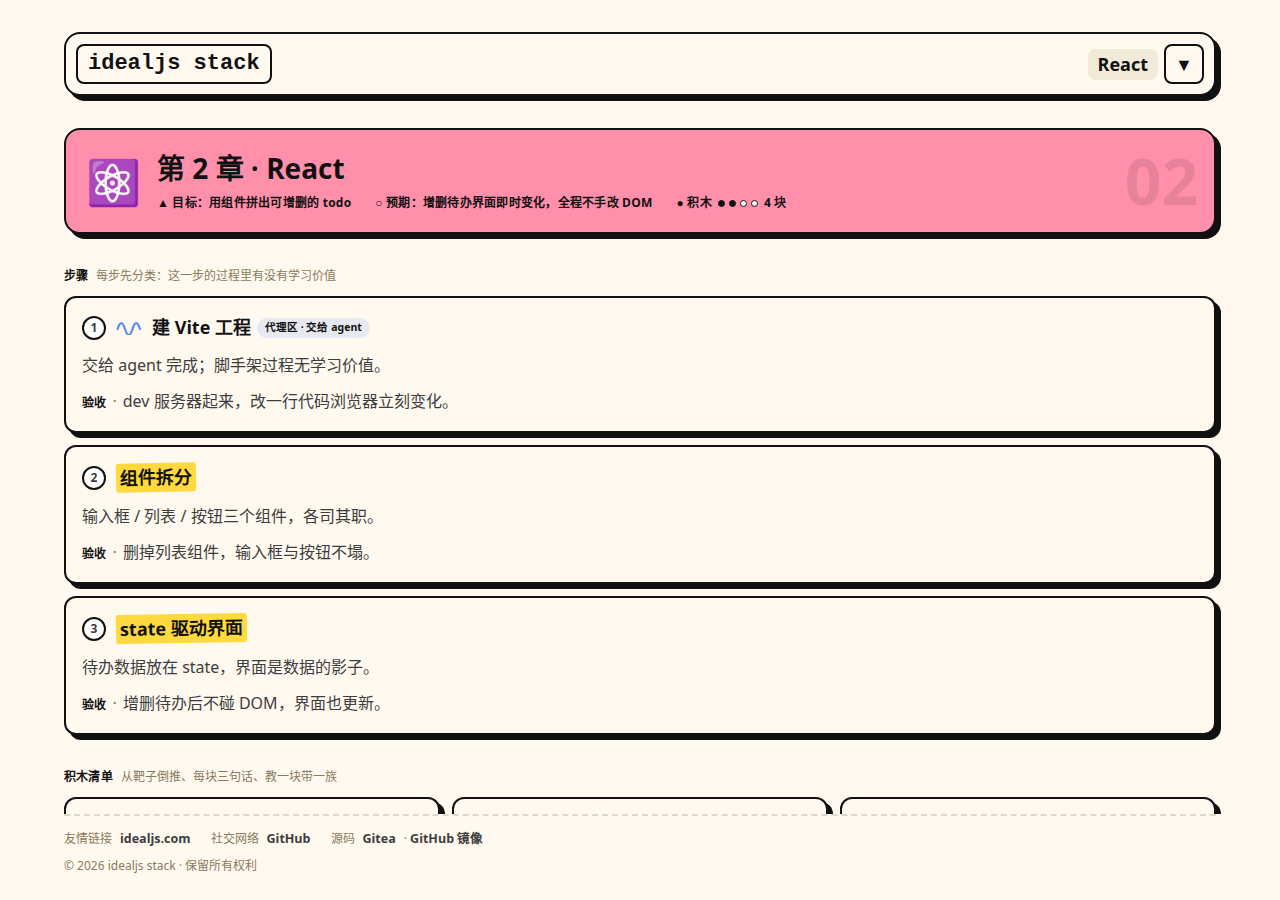 idealjs stack
React ▼
第 2 章 · React
02
▲ 目标：用组件拼出可增删的 todo ○ 预期：增删待办界面即时变化，全程不手改 DOM ● 积木 ●●○○ 4 块
步骤 每步先分类：这一步的过程里有没有学习价值
1 建 Vite 工程 代理区 · 交给 agent
交给 agent 完成；脚手架过程无学习价值。
验收 · dev 服务器起来，改一行代码浏览器立刻变化。
2 组件拆分
输入框 / 列表 / 按钮三个组件，各司其职。
验收 · 删掉列表组件，输入框与按钮不塌。
3 state 驱动界面
待办数据放在 state，界面是数据的影子。
验收 · 增删待办后不碰 DOM，界面也更新。
积木清单 从靶子倒推、每块三句话、教一块带一族
友情链接 idealjs.com 社交网络 GitHub 源码 Gitea · GitHub 镜像
© 2026 idealjs stack · 保留所有权利